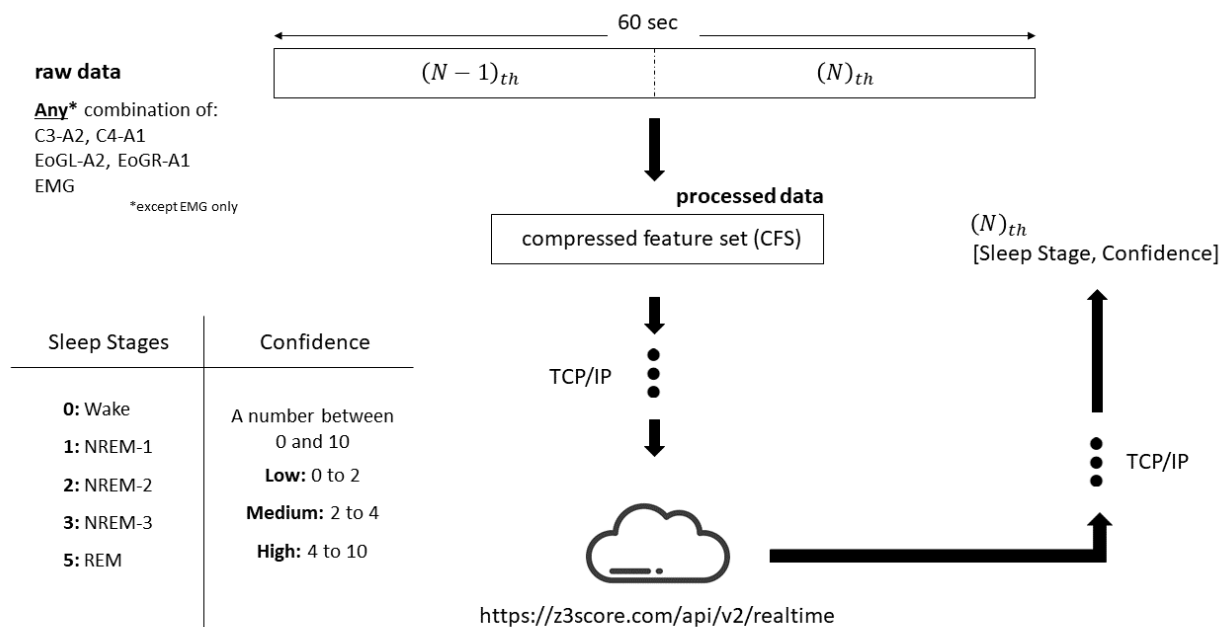 60 sec
(N − 1)th
(N)th
raw data
Any* combination of:
C3-A2, C4-A1
EoGL-A2, EoGR-A1
EMG
*except EMG only
processed data
compressed feature set (CFS)
(N)th
[Sleep Stage, Confidence]
TCP/IP
TCP/IP
https://z3score.com/api/v2/realtime
Sleep Stages
0: Wake
1: NREM-1
2: NREM-2
3: NREM-3
5: REM
Confidence
A number between
0 and 10
Low: 0 to 2
Medium: 2 to 4
High: 4 to 10